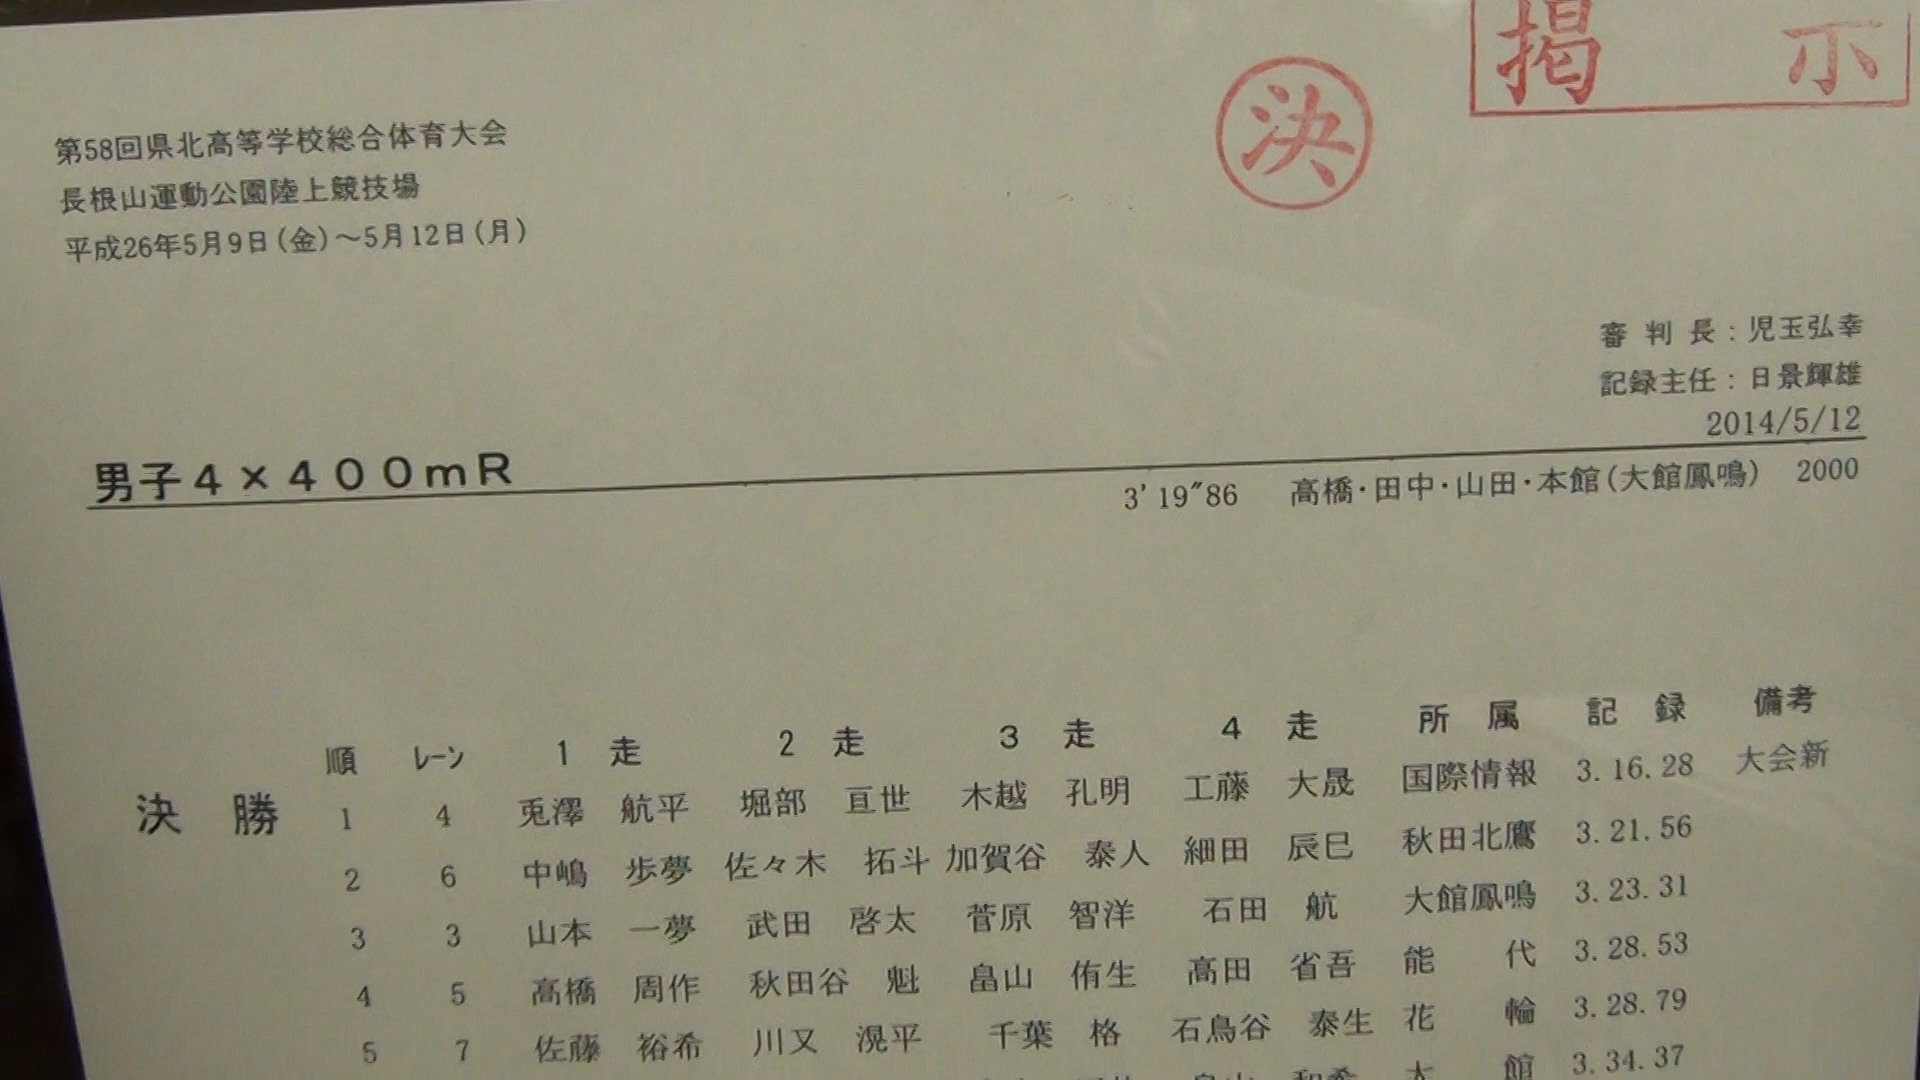 掲 示
決
第58回県北高等学校総合体育大会
長根山運動公園陸上競技場
平成26年5月9日(金)～5月12日(月)
審 判 長：児玉弘幸
記録主任：日景輝雄
2014/5/12
男子４×４００ｍＲ
3'19"86 高橋・田中・山田・本館(大館鳳鳴) 2000
順 ﾚｰﾝ 1 走 2 走 3 走 4 走 所 属 記 録 備考
決 勝 1 4 兎澤 航平 堀部 亘世 木越 孔明 工藤 大晟 国際情報 3.16.28 大会新
2 6 中嶋 歩夢 佐々木 拓斗 加賀谷 泰人 細田 辰巳 秋田北鷹 3.21.56
3 3 山本 一夢 武田 啓太 菅原 智洋 石田 航 大館鳳鳴 3.23.31
4 5 高橋 周作 秋田谷 魁 畠山 侑生 高田 省吾 能 代 3.28.53
5 7 佐藤 裕希 川又 滉平 千葉 格 石鳥谷 泰生 花 輪 3.28.79
大 館 3.34.37